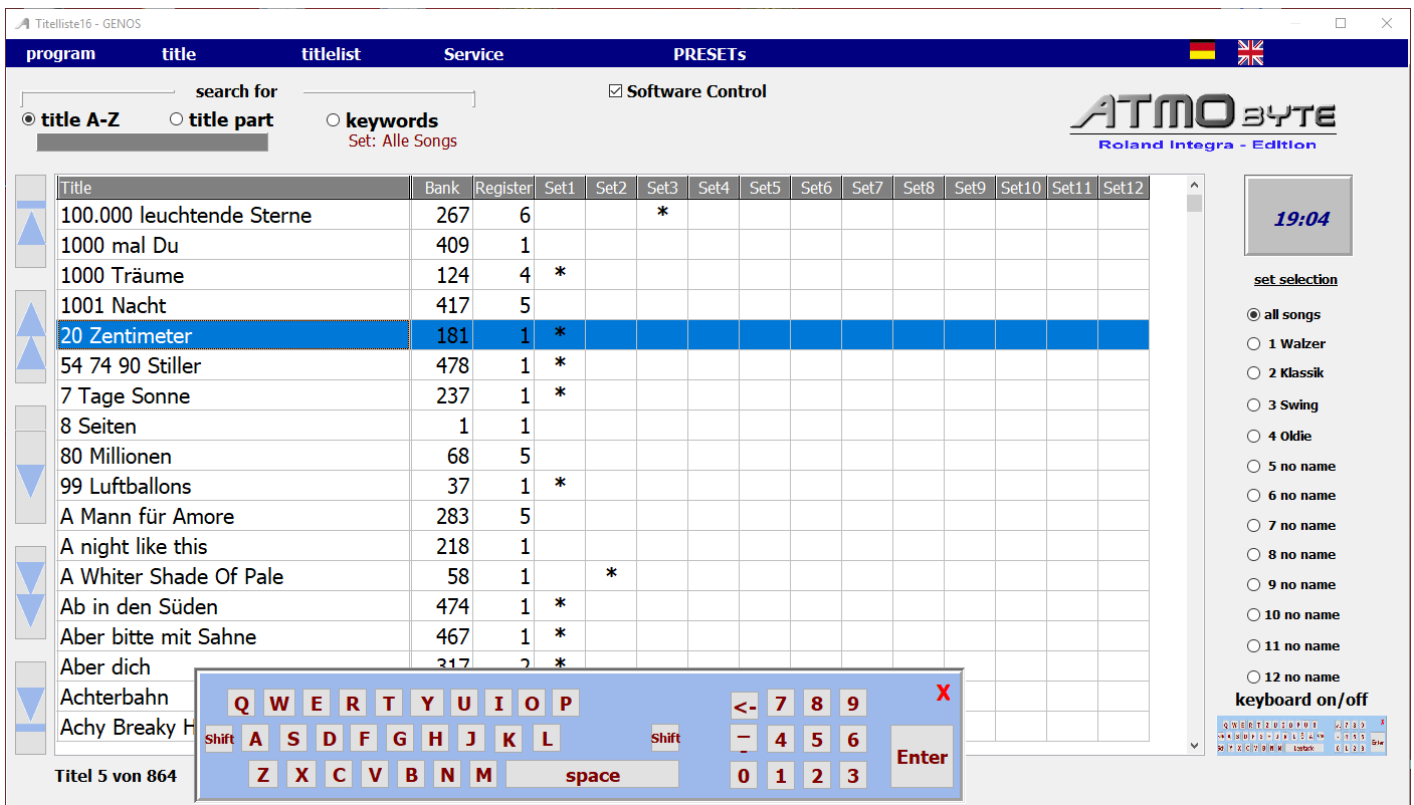 Titelliste16 - GENOS
program title titlelist Service PRESETs
search for
Software Control
title A-Z title part keywords
Set: Alle Songs
ATMO BYTE
Roland Integra - Edition
Title Bank Register Set1 Set2 Set3 Set4 Set5 Set6 Set7 Set8 Set9 Set10 Set11 Set12
100.000 leuchtende Sterne 267 6 *
1000 mal Du 409 1
1000 Träume 124 4 *
1001 Nacht 417 5
20 Zentimeter 181 1 *
54 74 90 Stiller 478 1 *
7 Tage Sonne 237 1 *
8 Seiten 1 1
80 Millionen 68 5
99 Luftballons 37 1 *
A Mann für Amore 283 5
A night like this 218 1
A Whiter Shade Of Pale 58 1 *
Ab in den Süden 474 1 *
Aber bitte mit Sahne 467 1 *
Aber dich 317 2 *
Achterbahn
Achy Breaky H
Titel 5 von 864
19:04
set selection
all songs
1 Walzer
2 Klassik
3 Swing
4 Oldie
5 no name
6 no name
7 no name
8 no name
9 no name
10 no name
11 no name
12 no name
keyboard on/off
X
Q W E R T Y U I O P <- 7 8 9
Shift A S D F G H J K L Shift - 4 5 6
Z X C V B N M space 0 1 2 3
Enter